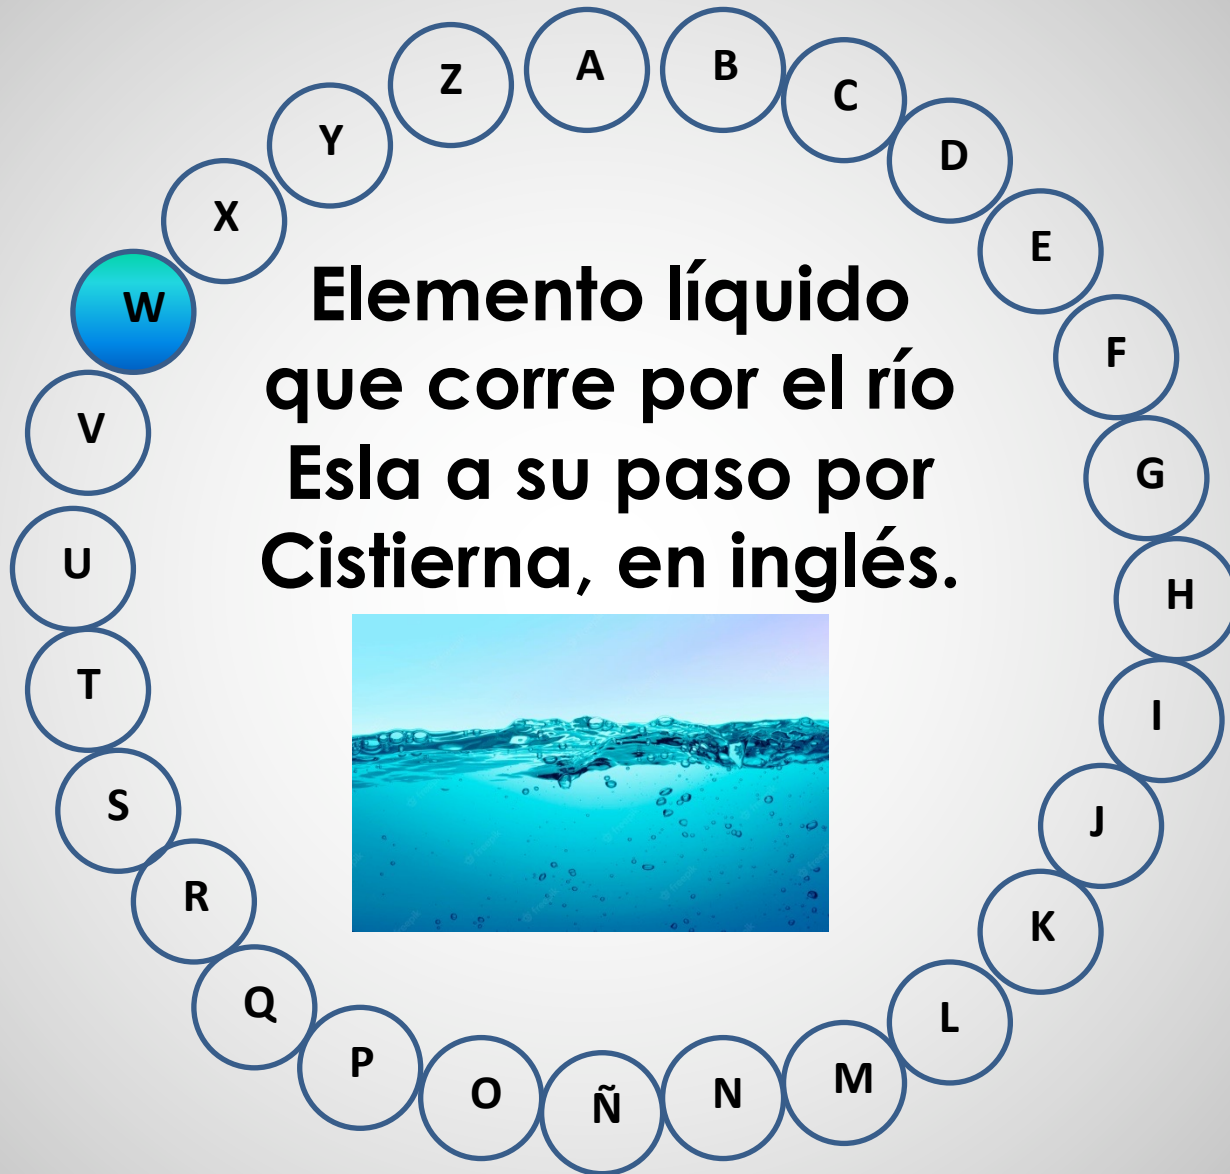 A
B
C
D
E
F
G
H
I
J
K
L
M
N
Ñ
O
P
Q
R
S
T
U
V
W
X
Y
Z
Elemento líquido
que corre por el río
Esla a su paso por
Cistierna, en inglés.